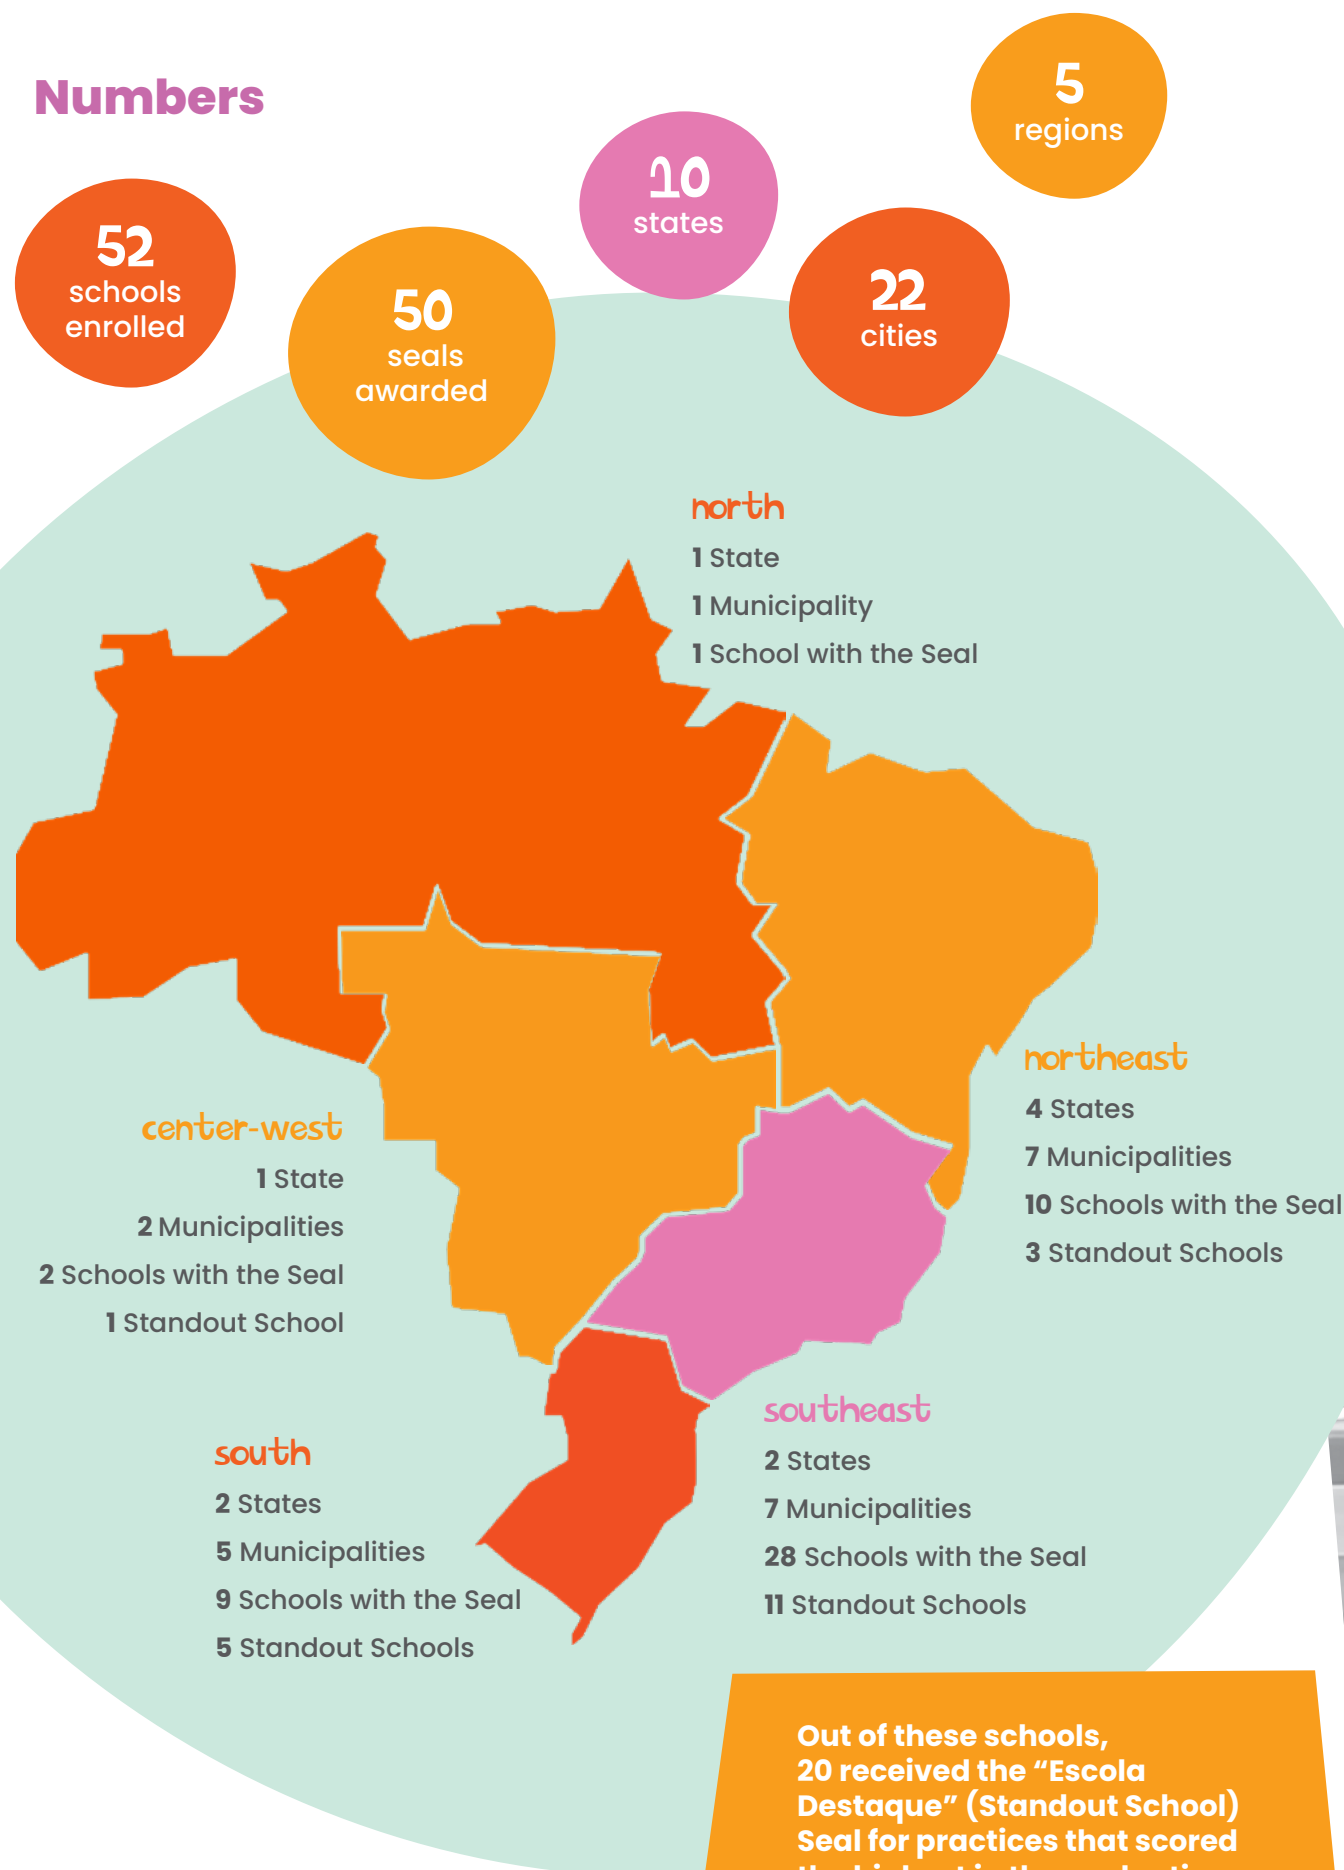 Numbers
5
regions
10
states
52
schools
enrolled
22
cities
50
seals
awarded
north
1 State
1 Municipality
1 School with the Seal
northeast
4 States
7 Municipalities
10 Schools with the Seal
3 Standout Schools
center-west
1 State
2 Municipalities
2 Schools with the Seal
1 Standout School
southeast
2 States
7 Municipalities
28 Schools with the Seal
11 Standout Schools
south
2 States
5 Municipalities
9 Schools with the Seal
5 Standout Schools
Out of these schools,
20 received the “Escola
Destaque” (Standout School)
Seal for practices that scored